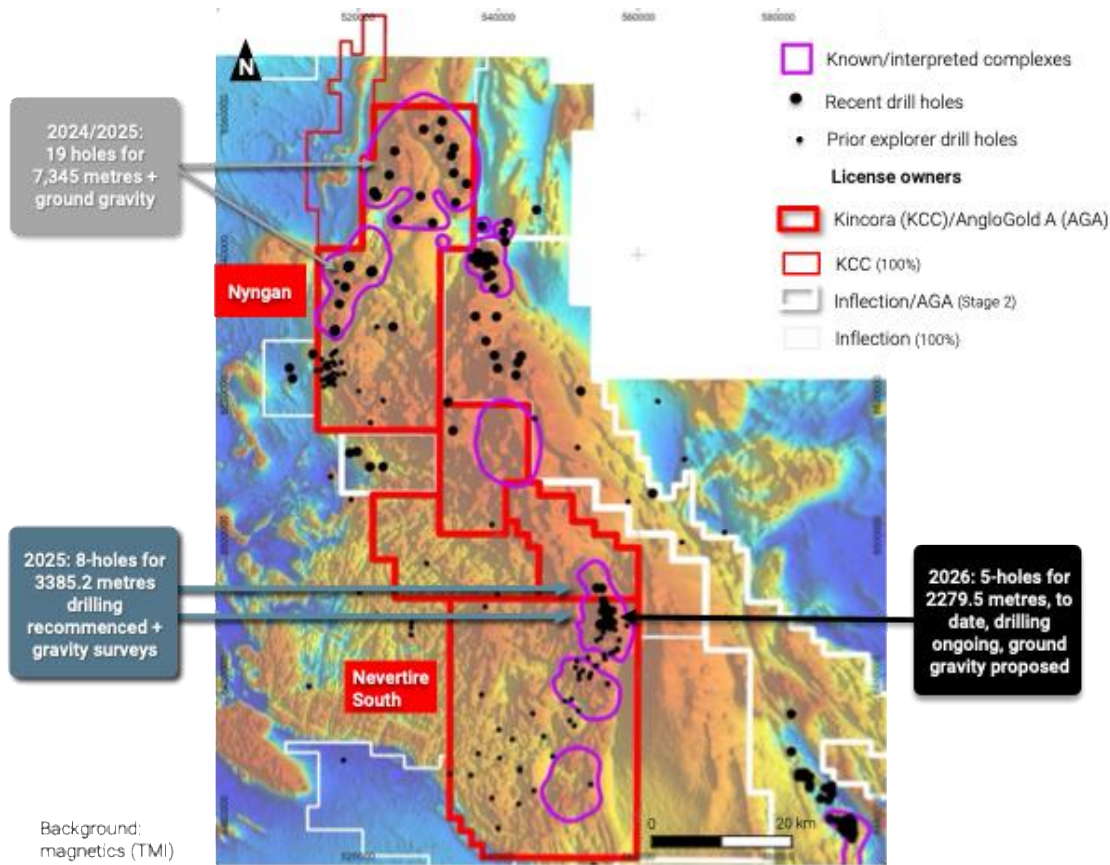 520000
540000
560000
580000
N
Known/interpreted complexes
Recent drill holes
Prior explorer drill holes
License owners
Kincora (KCC)/AngloGold A (AGA)
KCC (100%)
Inflection/AGA (Stage 2)
Inflection (100%)
2024/2025:
19 holes for
7,345 metres +
ground gravity
Nyngan
2025: 8-holes for
3385.2 metres
drilling
recommenced +
gravity surveys
2026: 5-holes for
2279.5 metres, to
date, drilling
ongoing, ground
gravity proposed
Nevertire
South
0 20 km
Background:
magnetics (TMI)
520000